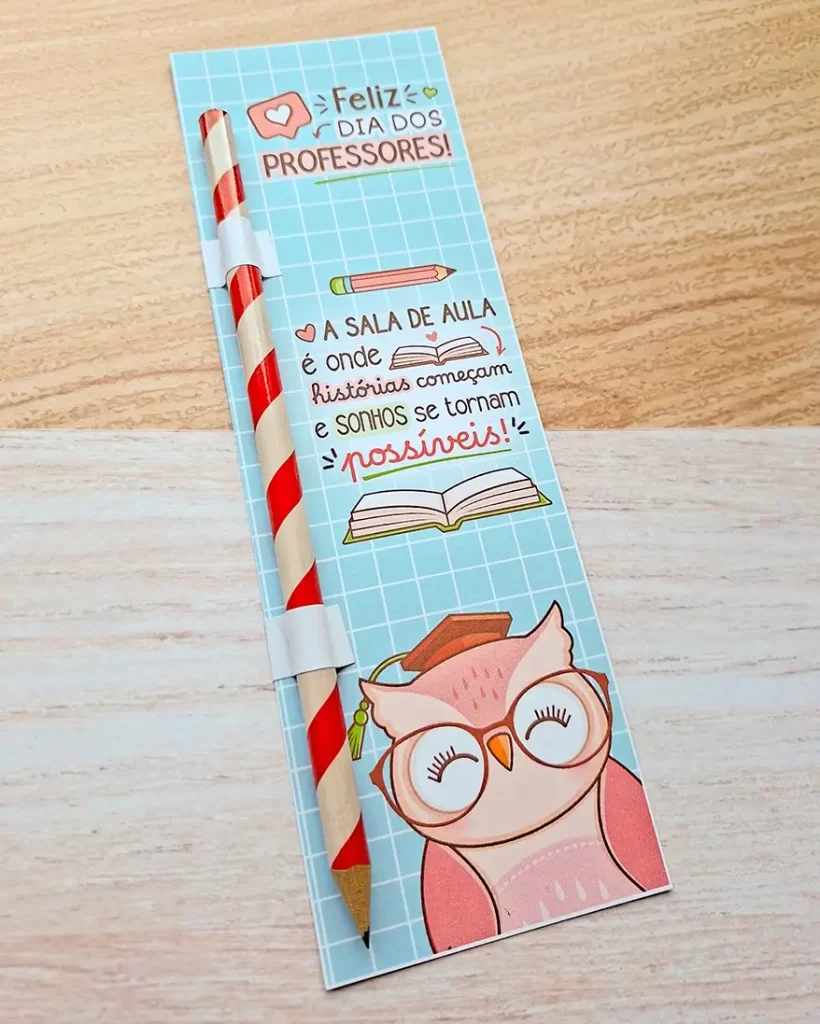 Feliz
DIA DOS
PROFESSORES!
A SALA DE AULA
é onde
histórias começam
e SONHOS se tornam
possíveis!